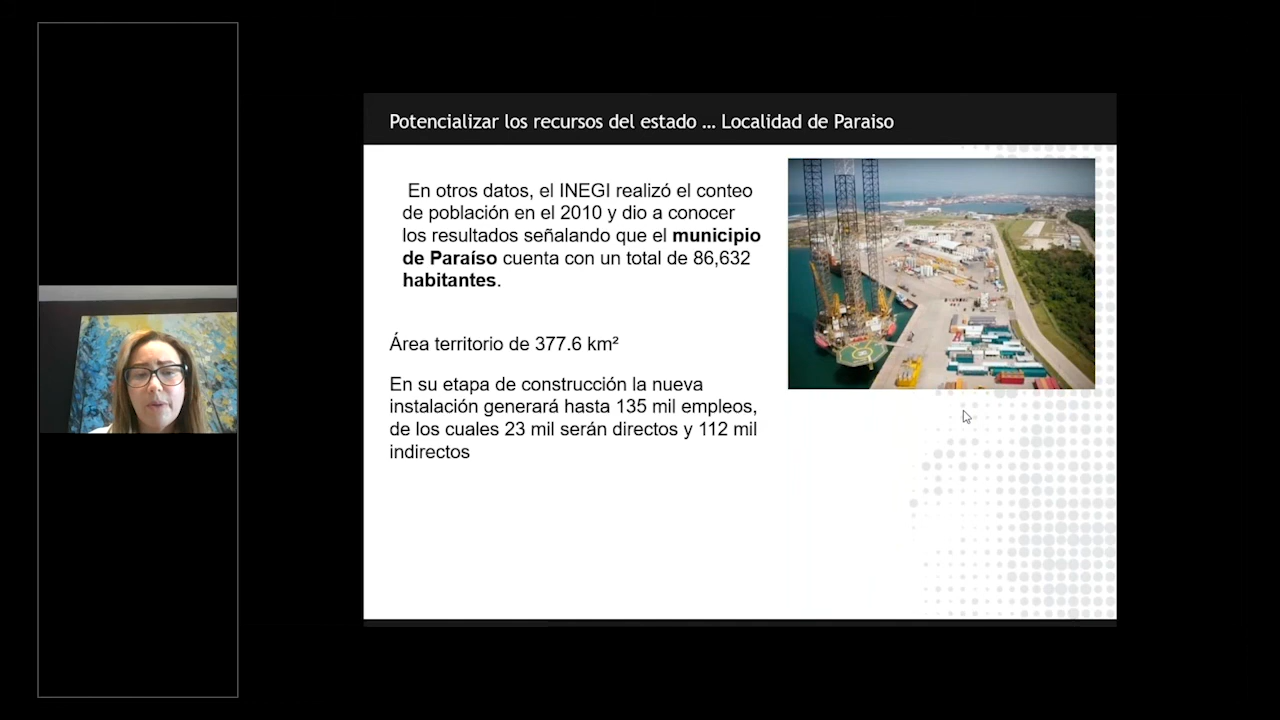 Potencializar los recursos del estado ... Localidad de Paraiso
En otros datos, el INEGI realizó el conteo
de población en el 2010 y dio a conocer
los resultados señalando que el municipio
de Paraíso cuenta con un total de 86,632
habitantes.
Área territorio de 377.6 km²
En su etapa de construcción la nueva
instalación generará hasta 135 mil empleos,
de los cuales 23 mil serán directos y 112 mil
indirectos